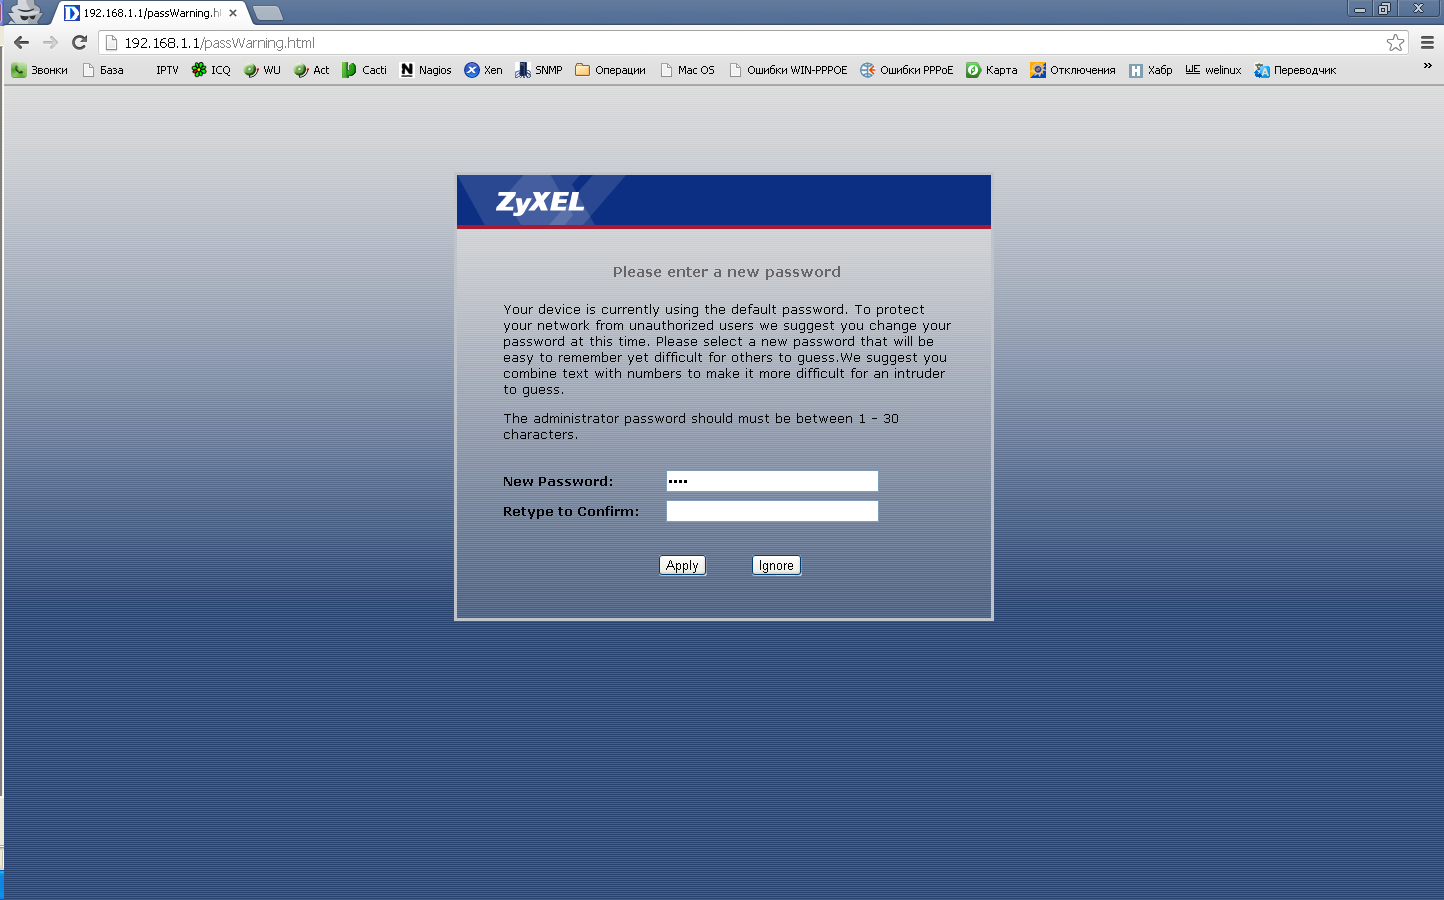 192.168.1.1/passWarning.h
192.168.1.1/passWarning.html
Звонки База IPTV ICQ WU Act Cacti Nagios Xen SNMP Операции Mac OS Ошибки WIN-PPPOE Ошибки PPPoE Карта Отключения Хабр welinux Переводчик »
ZyXEL
Please enter a new password
Your device is currently using the default password. To protect
your network from unauthorized users we suggest you change your
password at this time. Please select a new password that will be
easy to remember yet difficult for others to guess.We suggest you
combine text with numbers to make it more difficult for an intruder
to guess.
The administrator password should must be between 1 - 30
characters.
New Password: ••••
Retype to Confirm:
Apply Ignore